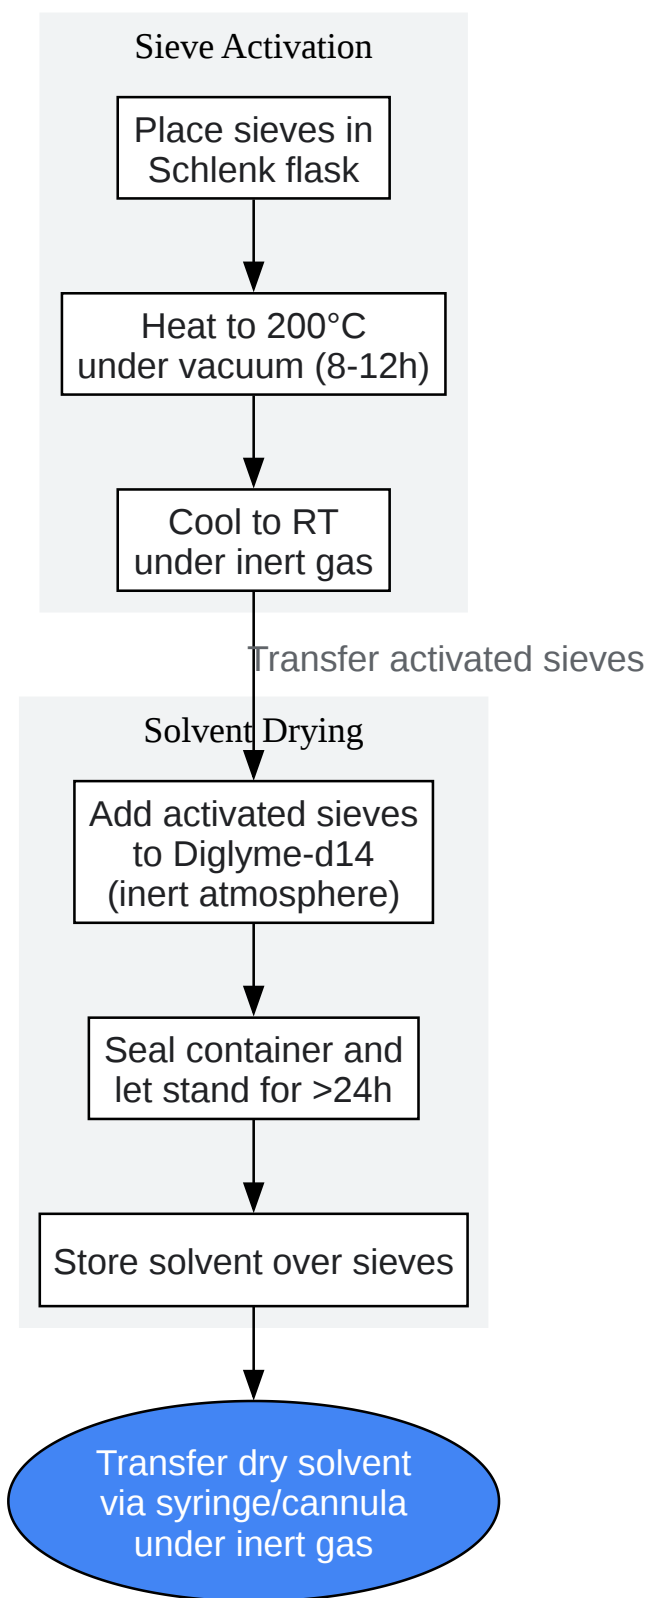 Sieve Activation
Place sieves in
Schlenk flask
Heat to 200°C
under vacuum (8-12h)
Cool to RT
under inert gas
Transfer activated sieves
Solvent Drying
Add activated sieves
to Diglyme-d14
(inert atmosphere)
Seal container and
let stand for >24h
Store solvent over sieves
Transfer dry solvent
via syringe/cannula
under inert gas